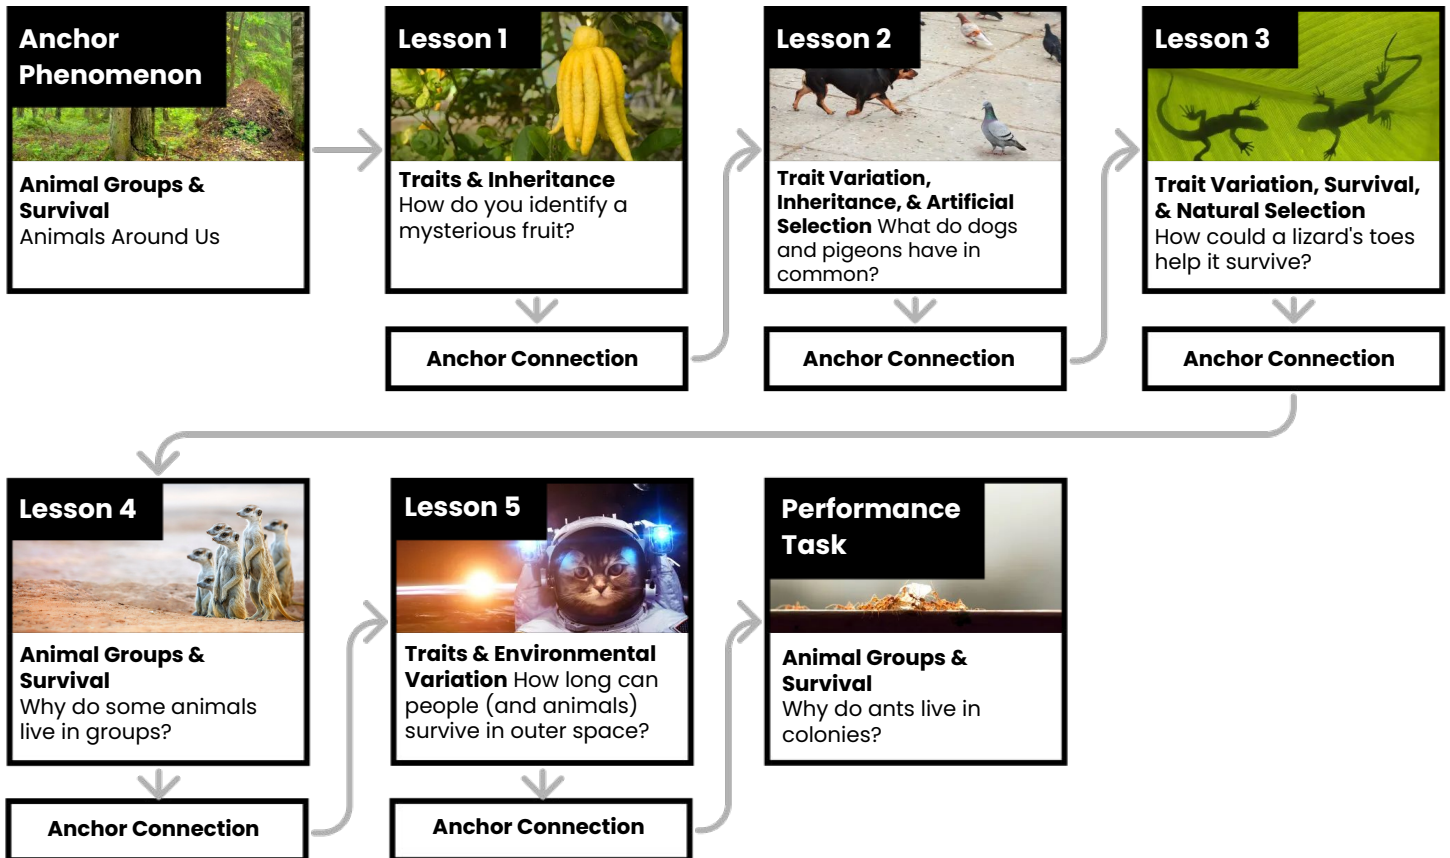 Anchor
Phenomenon
Animal Groups &
Survival
Animals Around Us
Lesson 1
Traits & Inheritance
How do you identify a
mysterious fruit?
Anchor Connection
Lesson 2
Trait Variation,
Inheritance, & Artificial
Selection What do dogs
and pigeons have in
common?
Anchor Connection
Lesson 3
Trait Variation, Survival,
& Natural Selection
How could a lizard's toes
help it survive?
Anchor Connection
Lesson 4
Animal Groups &
Survival
Why do some animals
live in groups?
Anchor Connection
Lesson 5
Traits & Environmental
Variation How long can
people (and animals)
survive in outer space?
Anchor Connection
Performance
Task
Animal Groups &
Survival
Why do ants live in
colonies?